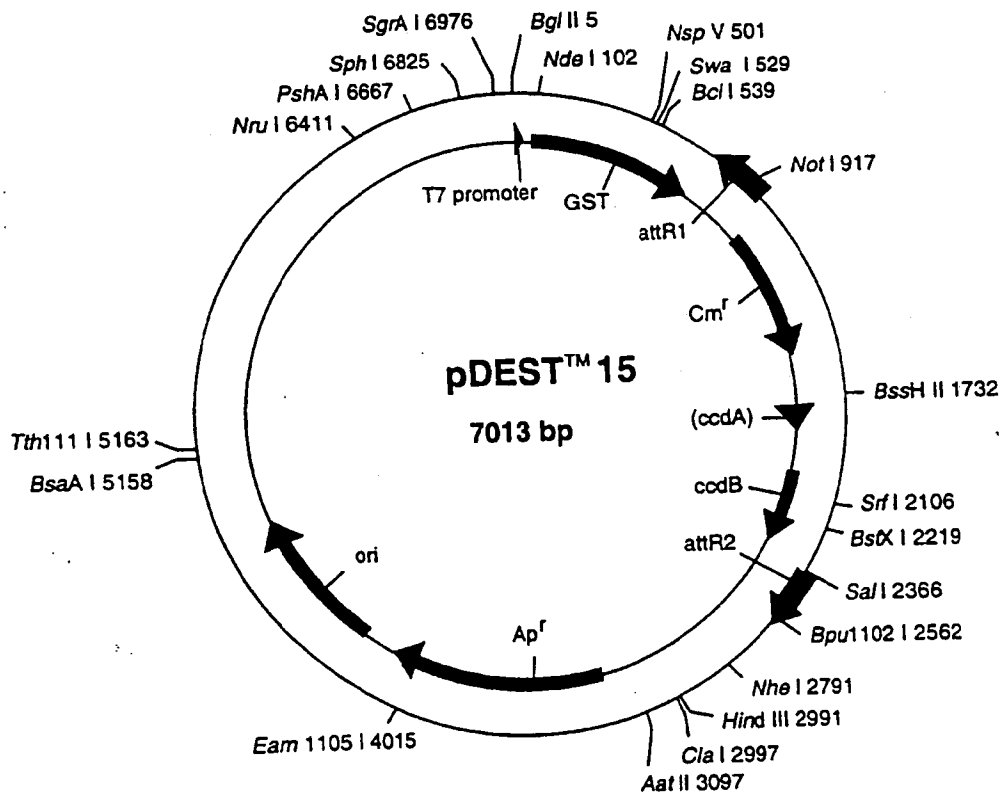 SgrA I 6976
Bgl II 5
Nsp V 501
Sph I 6825
Nde I 102
Swa I 529
PshA I 6667
Bcl I 539
Nru I 6411
Not I 917
T7 promoter
GST
attR1
Cmr
pDEST™ 15
7013 bp
BssH II 1732
(ccdA)
Tth111 I 5163
BsaA I 5158
ccdB
Srf I 2106
BstX I 2219
attR2
ori
Sal I 2366
Bpu1102 I 2562
Apr
Nhe I 2791
Hind III 2991
Eam 1105 I 4015
Cla I 2997
Aat II 3097